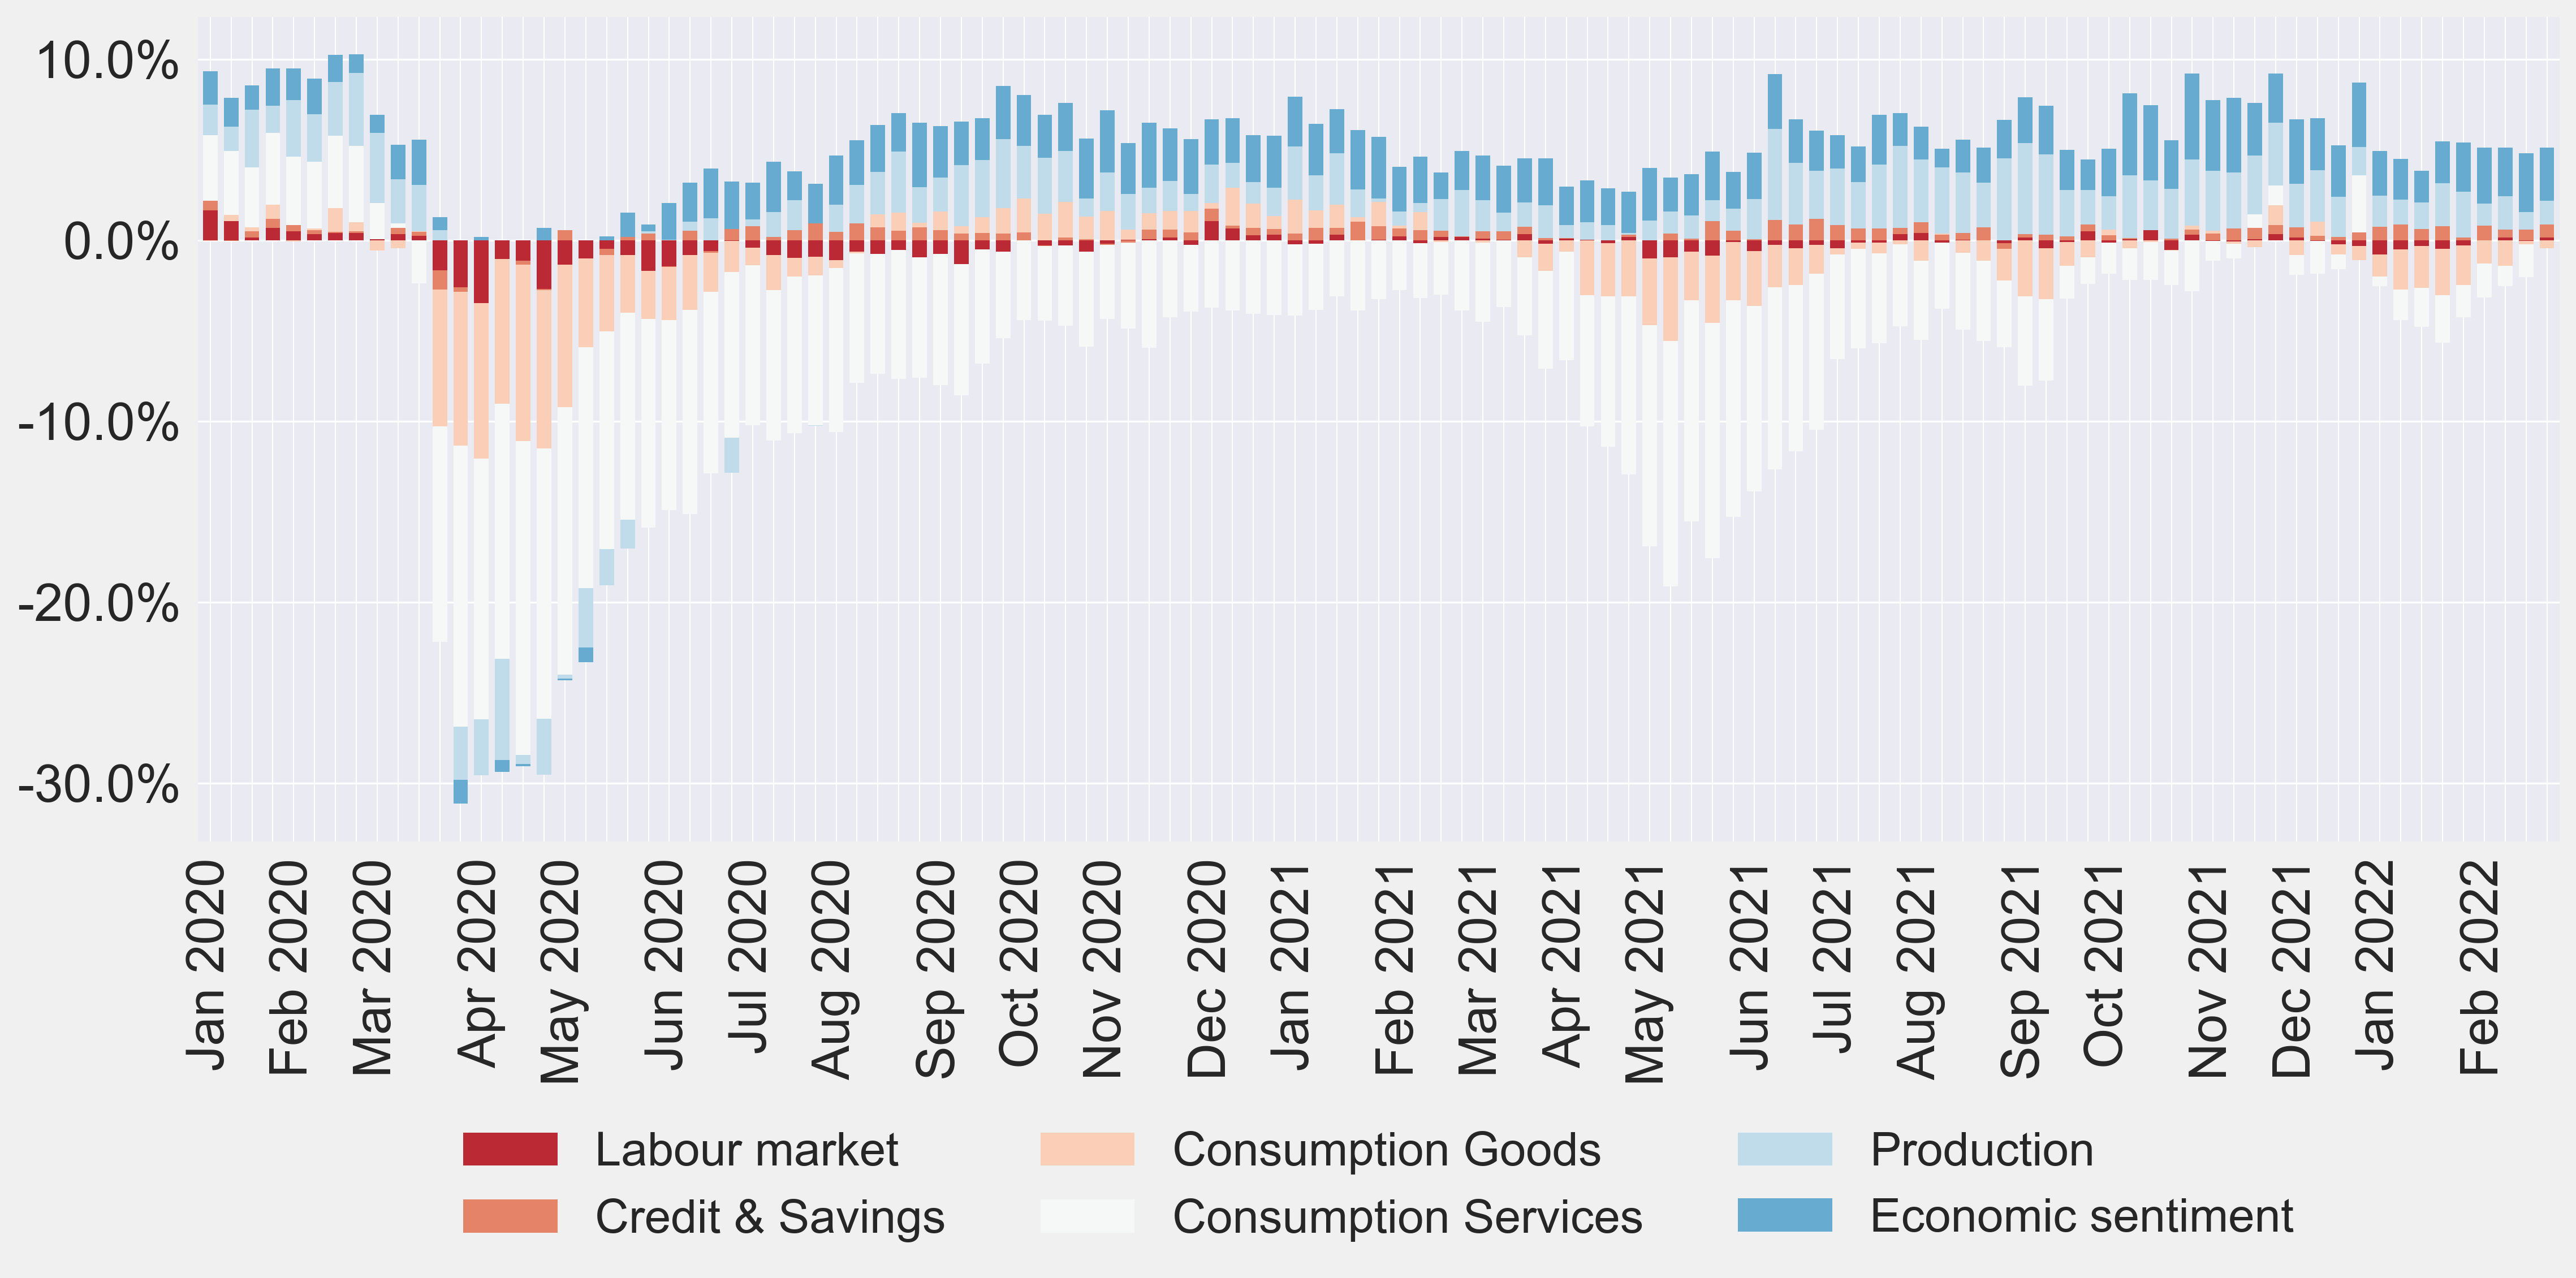 10.0%
0.0%
-10.0%
-20.0%
-30.0%
Jan 2020
Feb 2020
Mar 2020
Apr 2020
May 2020
Jun 2020
Jul 2020
Aug 2020
Sep 2020
Oct 2020
Nov 2020
Dec 2020
Jan 2021
Feb 2021
Mar 2021
Apr 2021
May 2021
Jun 2021
Jul 2021
Aug 2021
Sep 2021
Oct 2021
Nov 2021
Dec 2021
Jan 2022
Feb 2022
Labour market
Consumption Goods
Production
Credit & Savings
Consumption Services
Economic sentiment